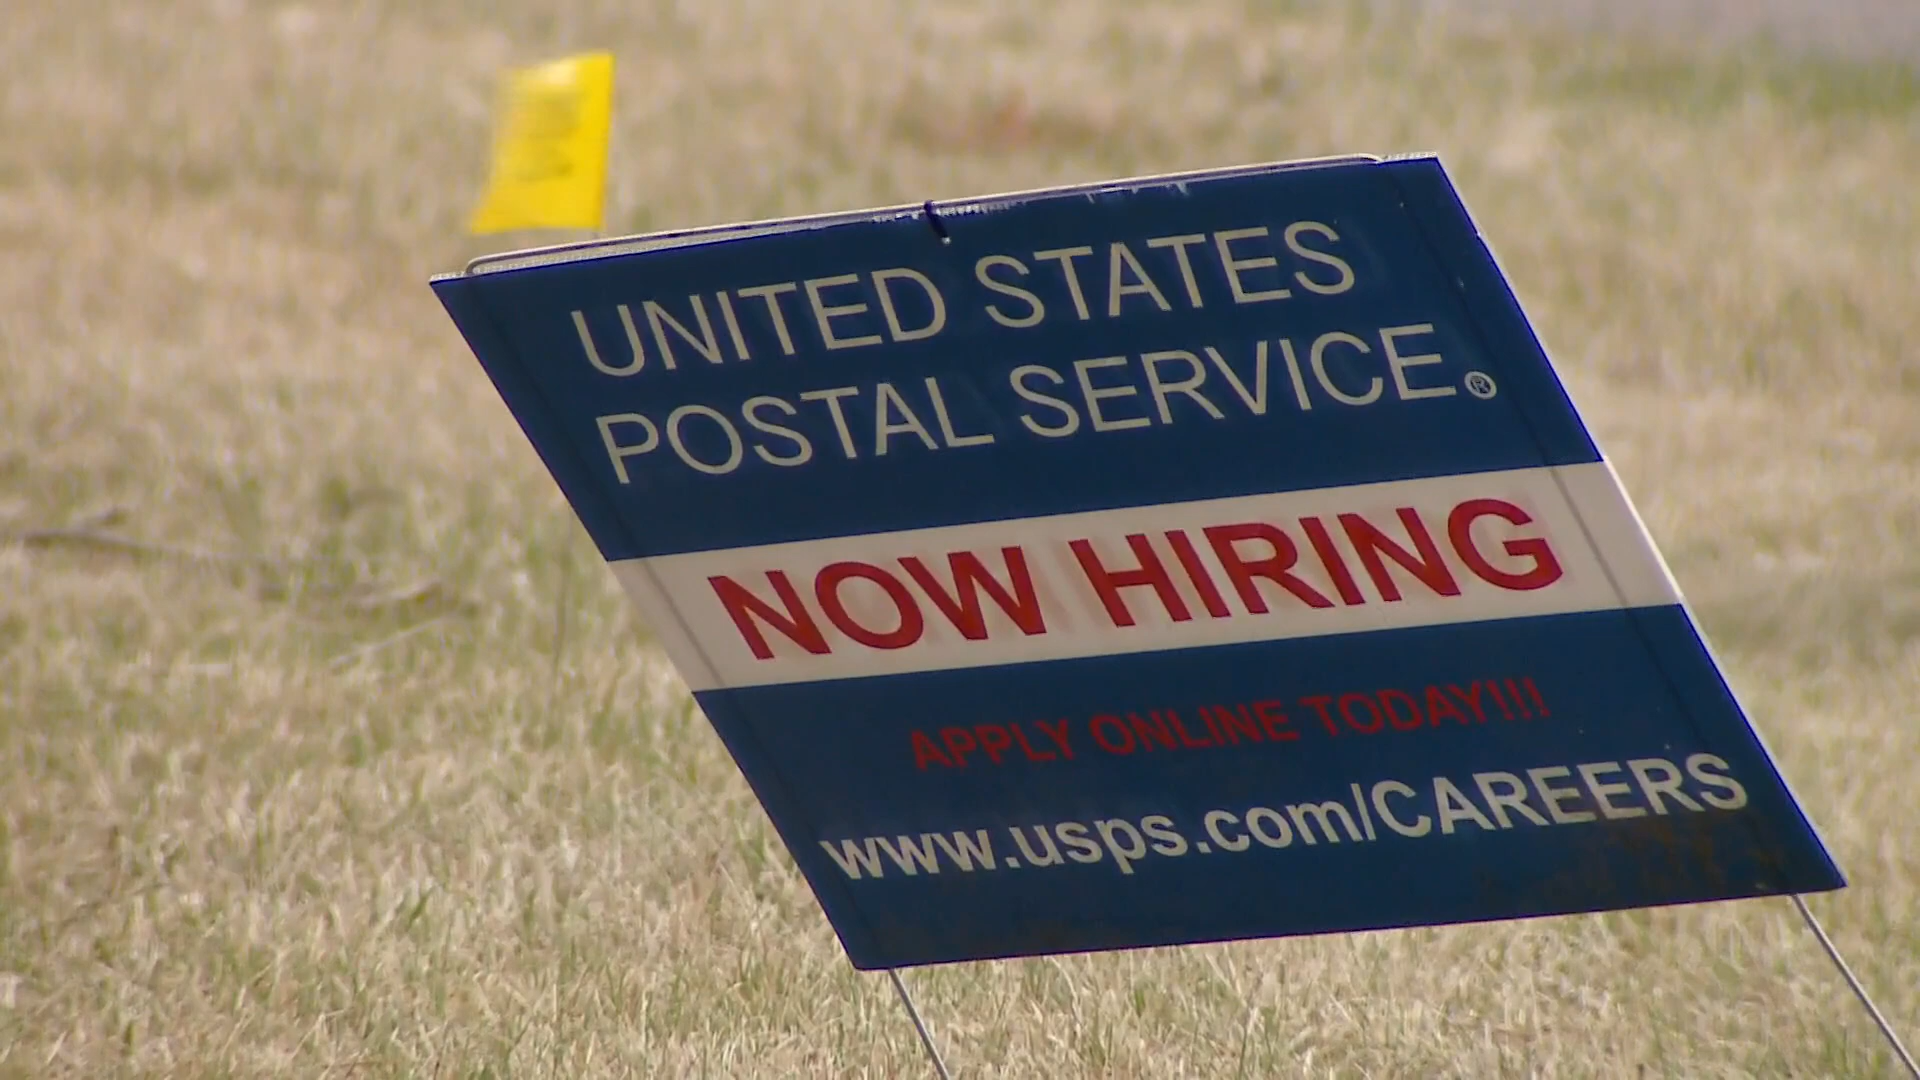 UNITED STATES
POSTAL SERVICE®
NOW HIRING
APPLY ONLINE TODAY!!!
www.usps.com/CAREERS